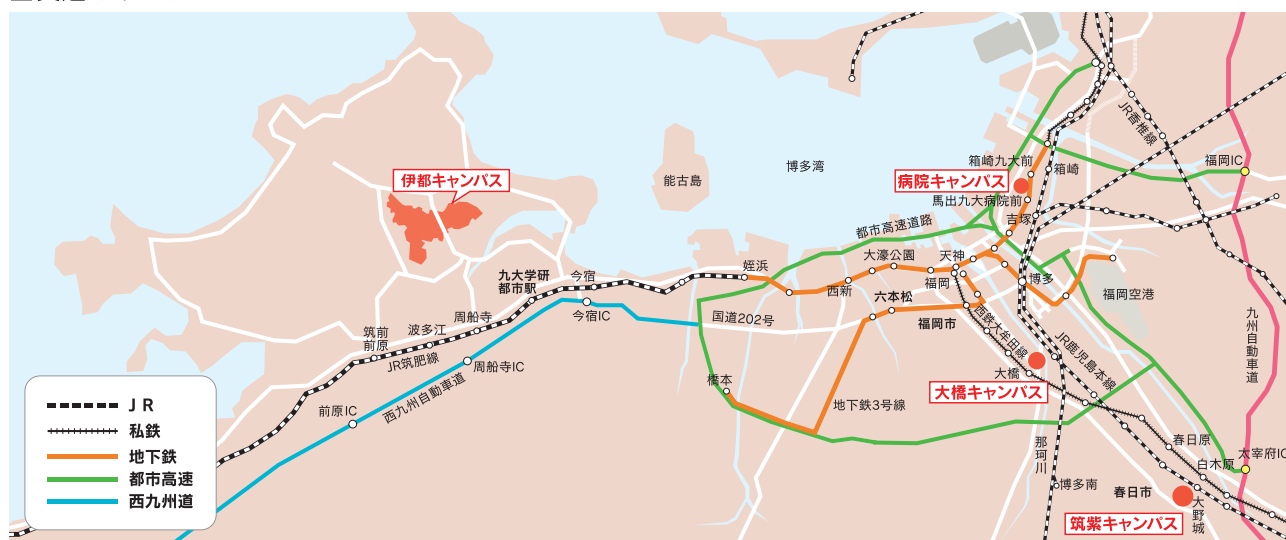 伊都キャンパス
能古島
博多湾
箱崎九大前
箱崎
病院キャンパス
馬出九大病院前
吉塚
JR香椎線
福岡IC
都市高速道路
大濠公園
天神
福岡
西新
姪浜
六本松
福岡市
博多
福岡空港
九州自動車道
九大学研
都市駅
今宿
今宿IC
国道202号
周船寺
波多江
筑前
前原
JR筑肥線
周船寺IC
西九州自動車道
前原IC
橋本
地下鉄3号線
西鉄大牟田線
JR鹿児島本線
大橋
大橋キャンパス
那珂川
博多南
春日原
白木原
太宰府IC
春日市
大野城
筑紫キャンパス
JR
私鉄
地下鉄
都市高速
西九州道